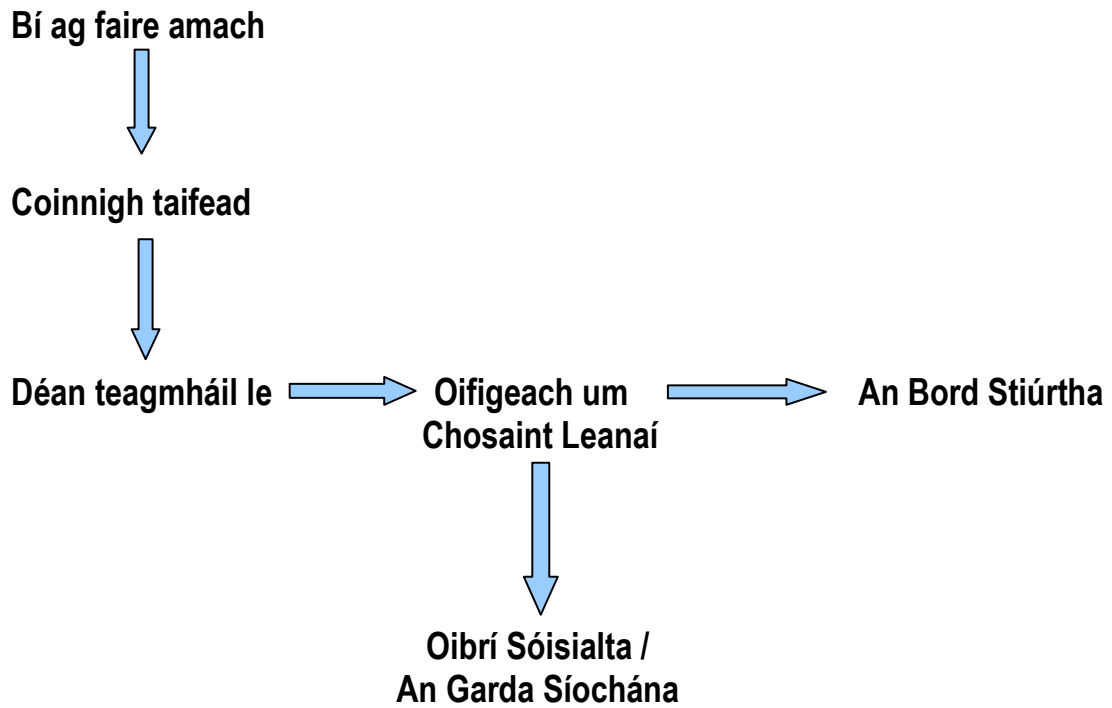 Bí ag faire amach
Coinnigh taifead
Déan teagmháil le
Oifigeach um
Chosaint Leanaí
An Bord Stiúrtha
Oibrí Sóisialta /
An Garda Síochána